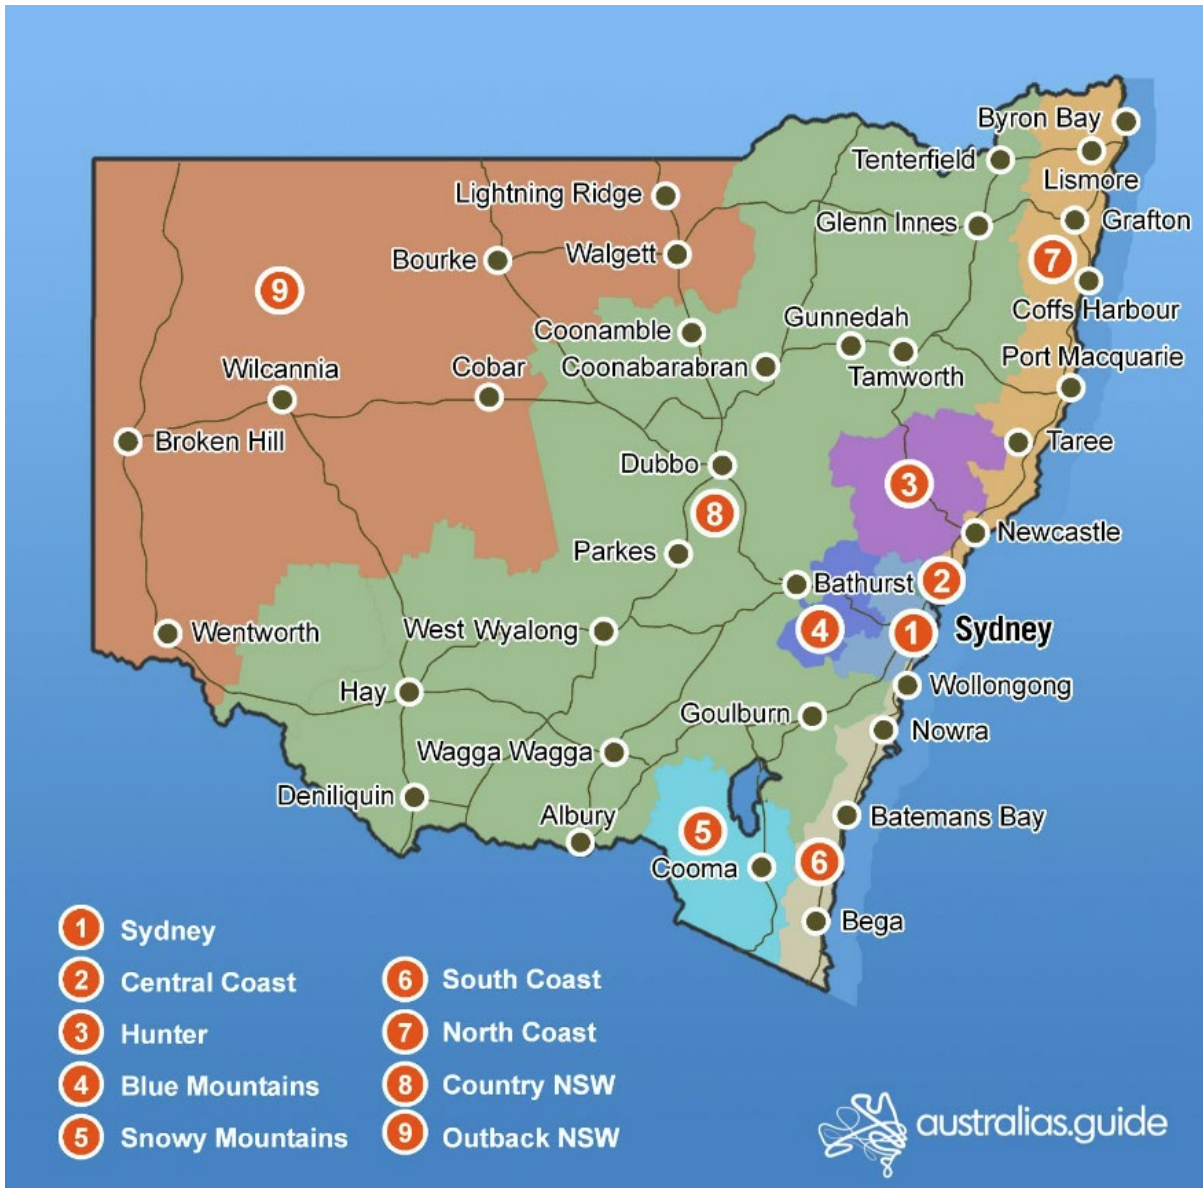 Byron Bay
Tenterfield
Lismore
Lightning Ridge
Glenn Innes
Grafton
Bourke
Walgett
7
9
Coffs Harbour
Coonamble
Gunnedah
Wilcannia
Cobar
Coonabarabran
Tamworth
Port Macquarie
Broken Hill
Taree
Dubbo
3
8
Newcastle
Parkes
Bathurst
2
Wentworth
West Wyalong
4
1
Sydney
Hay
Wollongong
Goulburn
Nowra
Wagga Wagga
Deniliquin
Albury
Batemans Bay
5
Cooma
6
Bega
1 Sydney
2 Central Coast
3 Hunter
4 Blue Mountains
5 Snowy Mountains
6 South Coast
7 North Coast
8 Country NSW
9 Outback NSW
australias.guide